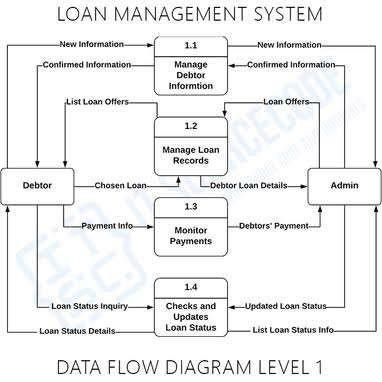 LOAN MANAGEMENT SYSTEM
New Information
1.1
New Information
Confirmed Information
Manage
Debtor
Informtion
Confirmed Information
List Loan Offers
Loan Offers
1.2
Manage Loan
Records
Debtor
Chosen Loan
Debtor Loan Details
Admin
1.3
Payment Info
Monitor
Payments
Debtors' Payment
1.4
Loan Status Inquiry
Checks and
Updates
Loan Status
Updated Loan Status
Loan Status Details
List Loan Status Info
DATA FLOW DIAGRAM LEVEL 1